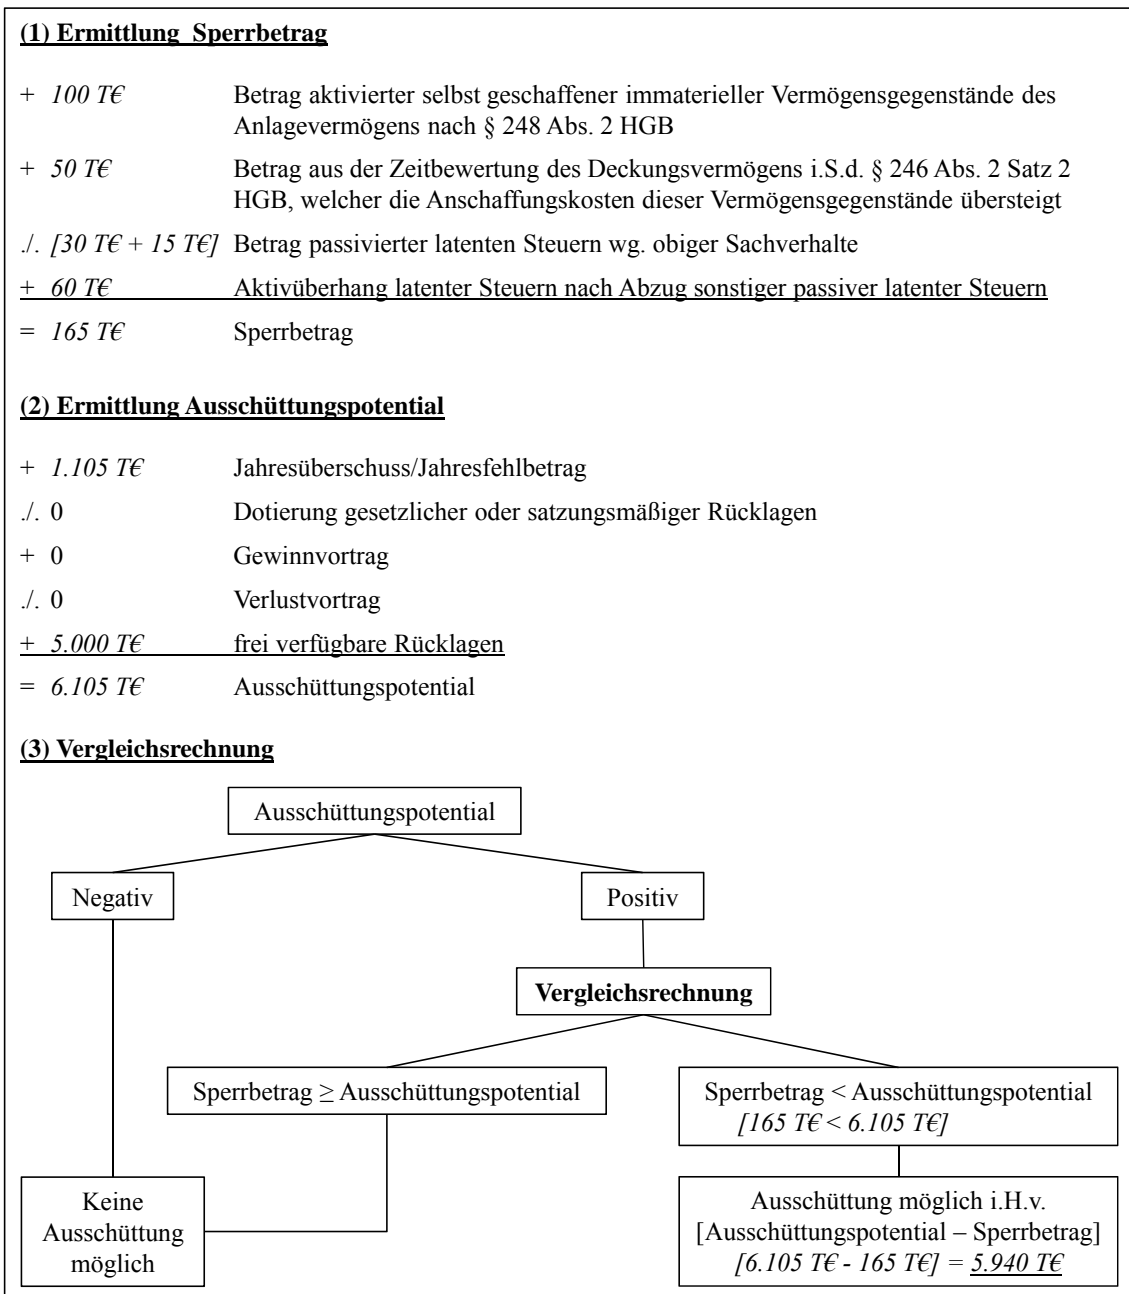 (1) Ermittlung Sperrbetrag
+ 100 T€ Betrag aktivierter selbst geschaffener immaterieller Vermögensgegenstände des
Anlagevermögens nach § 248 Abs. 2 HGB
+ 50 T€ Betrag aus der Zeitbewertung des Deckungsvermögens i.S.d. § 246 Abs. 2 Satz 2
HGB, welcher die Anschaffungskosten dieser Vermögensgegenstände übersteigt
./. [30 T€ + 15 T€] Betrag passivierter latenten Steuern wg. obiger Sachverhalte
+ 60 T€ Aktivüberhang latenter Steuern nach Abzug sonstiger passiver latenter Steuern
= 165 T€ Sperrbetrag
(2) Ermittlung Ausschüttungspotential
+ 1.105 T€ Jahresüberschuss/Jahresfehlbetrag
./. 0 Dotierung gesetzlicher oder satzungsmäßiger Rücklagen
+ 0 Gewinnvortrag
./. 0 Verlustvortrag
+ 5.000 T€ frei verfügbare Rücklagen
= 6.105 T€ Ausschüttungspotential
(3) Vergleichsrechnung
Ausschüttungspotential
Negativ
Positiv
Vergleichsrechnung
Sperrbetrag ≥ Ausschüttungspotential
Sperrbetrag < Ausschüttungspotential
[165 T€ < 6.105 T€]
Keine
Ausschüttung
möglich
Ausschüttung möglich i.H.v.
[Ausschüttungspotential – Sperrbetrag]
[6.105 T€ - 165 T€] = 5.940 T€